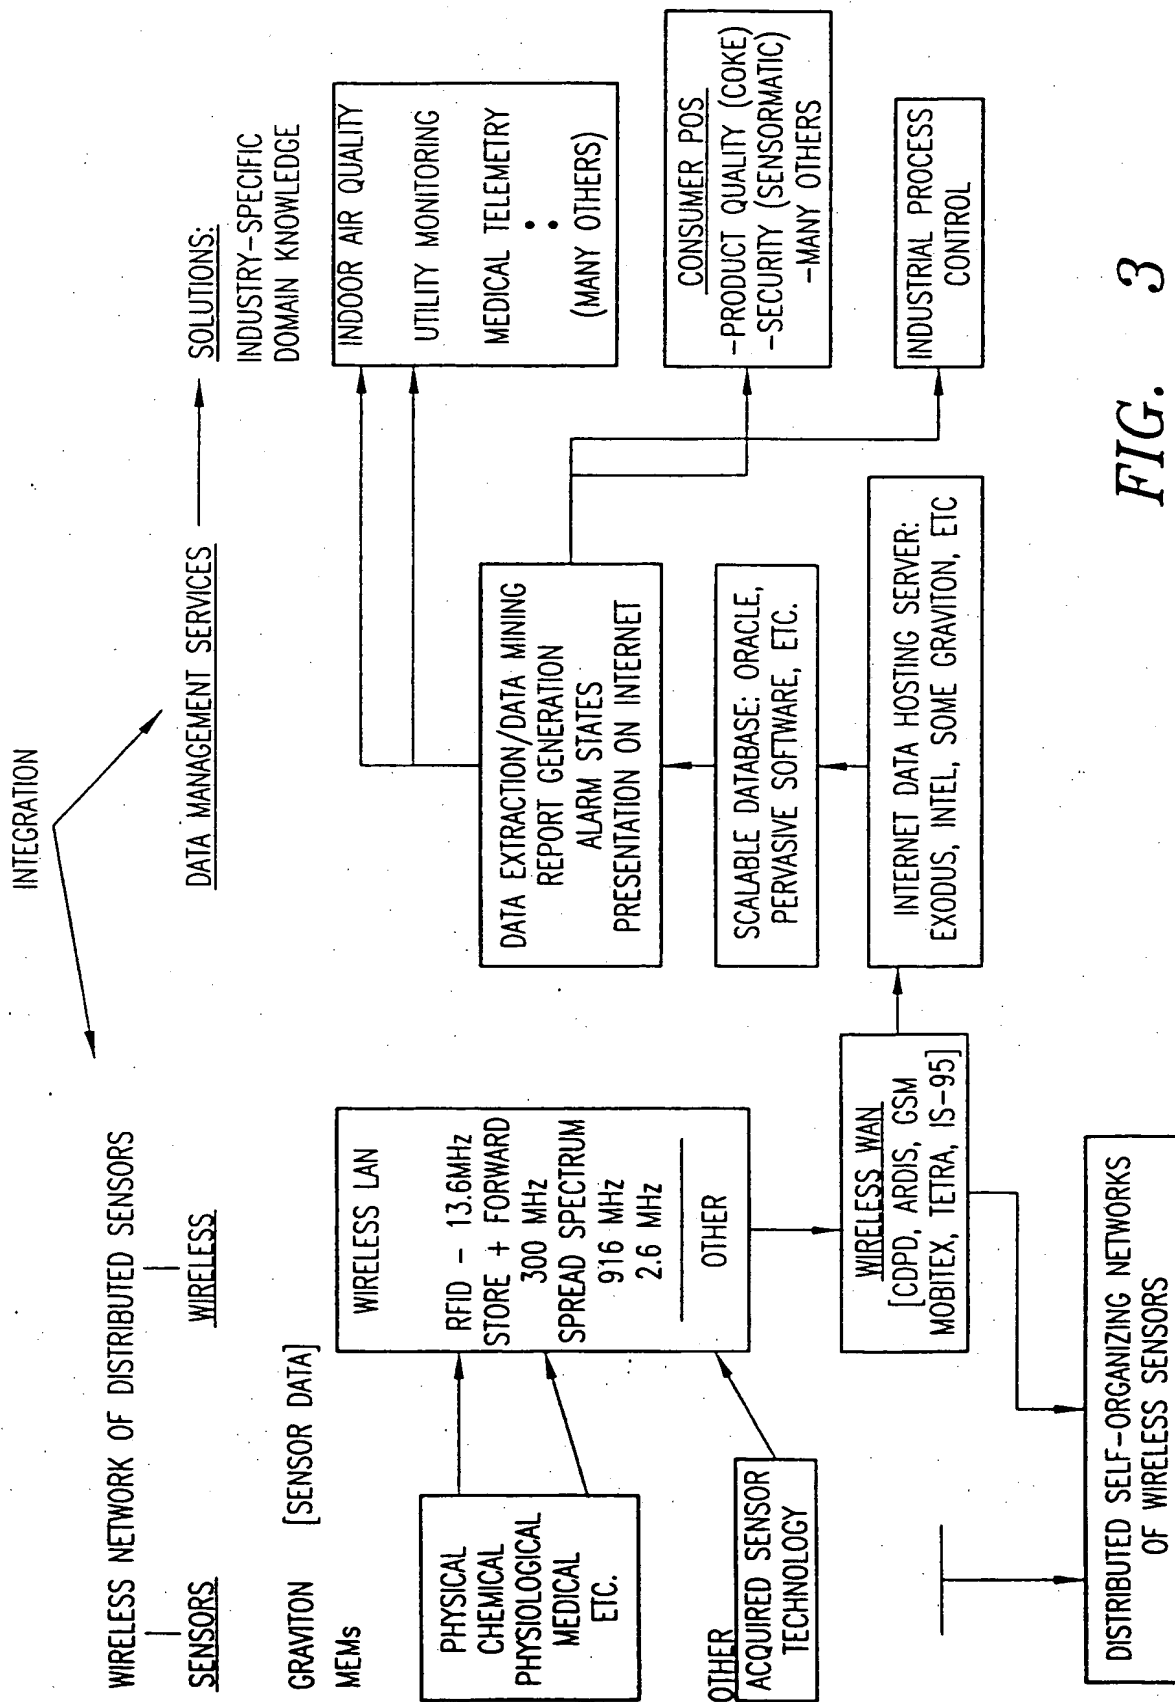 INTEGRATION
WIRELESS NETWORK OF DISTRIBUTED SENSORS
SENSORS
WIRELESS
DATA MANAGEMENT SERVICES
SOLUTIONS:
INDUSTRY-SPECIFIC
DOMAIN KNOWLEDGE
GRAVITON
[SENSOR DATA]
MEMs
PHYSICAL
CHEMICAL
PHYSIOLOGICAL
MEDICAL
ETC.
OTHER
ACQUIRED SENSOR
TECHNOLOGY
WIRELESS LAN
RFID - 13.6MHz
STORE + FORWARD
300 MHz
SPREAD SPECTRUM
916 MHz
2.6 MHz
OTHER
WIRELESS WAN
[CDPD, ARDIS, GSM
MOBITEX, TETRA, IS-95]
DISTRIBUTED SELF-ORGANIZING NETWORKS
OF WIRELESS SENSORS
DATA EXTRACTION/DATA MINING
REPORT GENERATION
ALARM STATES
PRESENTATION ON INTERNET
SCALABLE DATABASE: ORACLE,
PERVASIVE SOFTWARE, ETC.
INTERNET DATA HOSTING SERVER:
EXODUS, INTEL, SOME GRAVITON, ETC
INDOOR AIR QUALITY
UTILITY MONITORING
MEDICAL TELEMETRY
(MANY OTHERS)
CONSUMER POS
-PRODUCT QUALITY (COKE)
-SECURITY (SENSORMATIC)
-MANY OTHERS
INDUSTRIAL PROCESS
CONTROL
FIG. 3